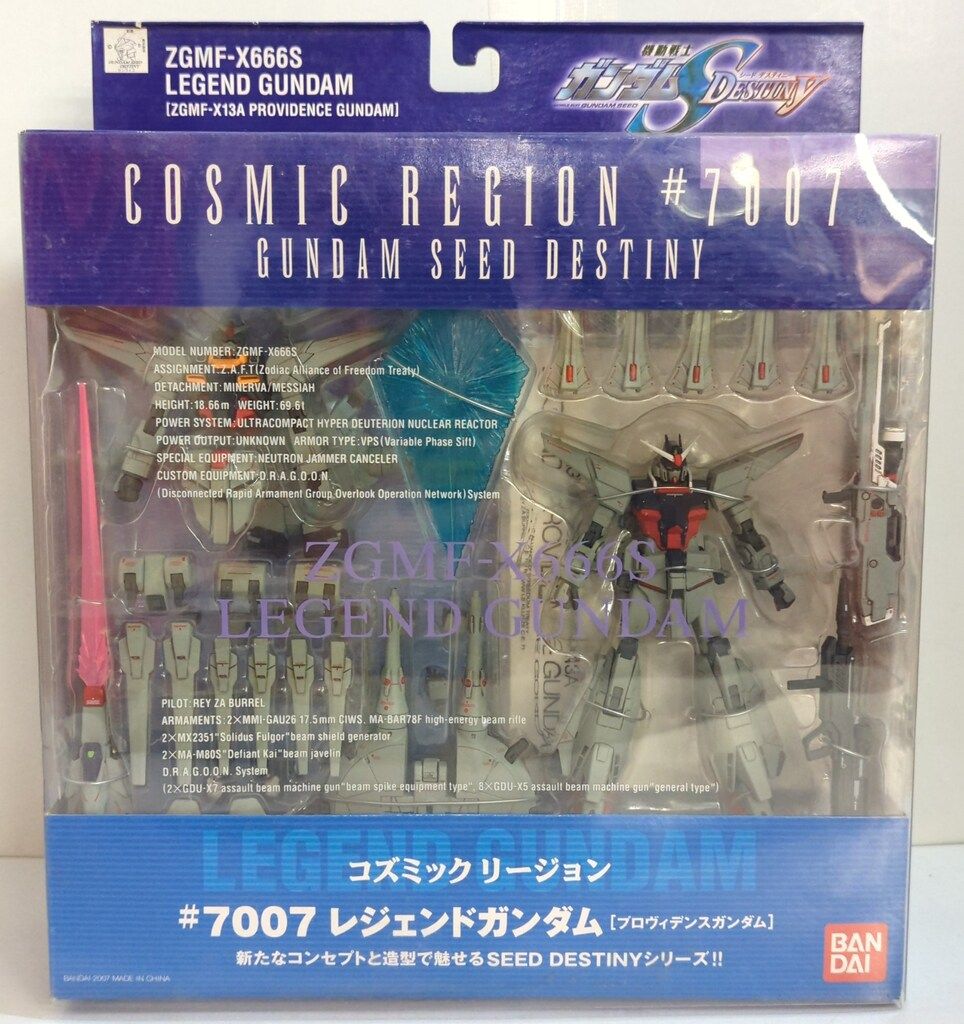 ZGMF-X666S
LEGEND GUNDAM
[ZGMF-X13A PROVIDENCE GUNDAM]
機動戦士
ガンダムSEED DESTINY
COSMIC REGION #7007
GUNDAM SEED DESTINY
MODEL NUMBER:ZGMF-X666S
ASSIGNMENT:Z.A.F.T(Zodiac Alliance of Freedom Treaty)
DETACHMENT:MINERVA/MESSIAH
HEIGHT:18.66m WEIGHT:69.6t
POWER SYSTEM:ULTRACOMPACT HYPER DEUTERION NUCLEAR REACTOR
POWER OUTPUT:UNKNOWN ARMOR TYPE:VPS(Variable Phase Sift)
SPECIAL EQUIPMENT:NEUTRON JAMMER CANCELER
CUSTOM EQUIPMENT:D.R.A.G.O.O.N.
(Disconnected Rapid Armament Group Overlook Operation Network)System
ZGMF-X666S
LEGEND GUNDAM
PILOT:REY ZA BURREL
ARMAMENTS:2×MMI-GAU26 17.5mm CIWS. MA-BAR78F high-energy beam rifle
2×MX2351"Solidus Fulgor"beam shield generator
2×MA-M80S"Defiant Kai"beam javelin
D.R.A.G.O.O.N. System
(2×GDU-X7 assault beam machine gun"beam spike equipment type", 8×GDU-X5 assault beam machine gun"general type")
LEGEND GUNDAM
コズミック リージョン
#7007 レジェンドガンダム [プロヴィデンスガンダム]
新たなコンセプトと造型で魅せるSEED DESTINYシリーズ!!
BANDAI 2007 MADE IN CHINA
BAN
DAI